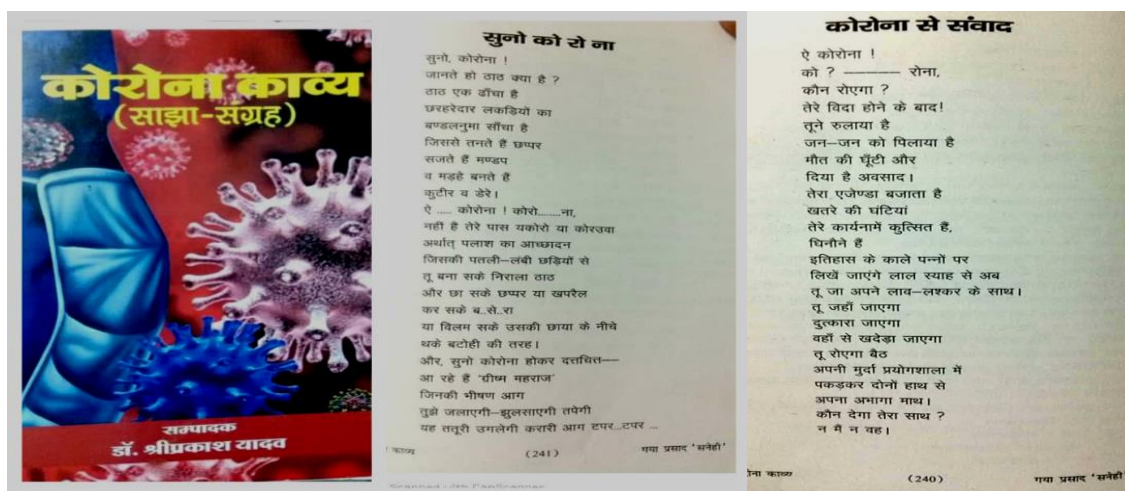 कोरोना काव्य
(साझा-संग्रह)
सम्पादक
डॉ. श्रीप्रकाश यादव
सुनो को रो ना
सुनो, कोरोना !
जानते हो ठाठ क्या है ?
ठाठ एक ढाँचा है
छरहरेदार लकडियों का
बण्डलनुमा साँचा है
जिससे तनते हैं छप्पर
सजते हैं मण्डप
व मड़हे बनते हैं
कुटीर व डेरे।
ऐ ..... कोरोना ! कोरो........ना,
नहीं है तेरे पास यकोरो या कोरउवा
अर्थात् पलाश का आच्छादन
जिसकी पतली–लंबी छड़ियों से
तू बना सके निराला ठाठ
और छा सके छप्पर या खपरैल
कर सके ब..से..रा
या विलम सके उसकी छाया के नीचे
थके बटोही की तरह।
और, सुनो कोरोना होकर दत्तचित्त——
आ रहे हैं 'ग्रीष्म महराज'
जिनकी भीषण आग
तुझे जलाएगी–झुलसाएगी तपेगी
यह ततूरी उगलेगी करारी आग टपर...टपर ...
काव्य
(241)
गया प्रसाद 'सनेही'
Scanned with CamScanner
कोरोना से संवाद
ऐ कोरोना !
को ? ————— रोना,
कौन रोएगा ?
तेरे विदा होने के बाद!
तूने रुलाया है
जन–जन को पिलाया है
मौत की घूँटी और
दिया है अवसाद।
तेरा एजेण्डा बजाता है
खतरे की घंटियां
तेरे कार्यनामें कुत्सित हैं,
घिनौने हैं
इतिहास के काले पन्नों पर
लिखें जाएंगे लाल स्याह से अब
तू जा अपने लाव–लश्कर के साथ।
तू जहाँ जाएगा
दुत्कारा जाएगा
वहाँ से खदेड़ा जाएगा
तू रोएगा बैठ
अपनी मुर्दा प्रयोगशाला में
पकड़कर दोनों हाथ से
अपना अभागा माथ।
कौन देगा तेरा साथ ?
न मैं न वह।
ना काव्य
(240)
गया प्रसाद 'सनेही'